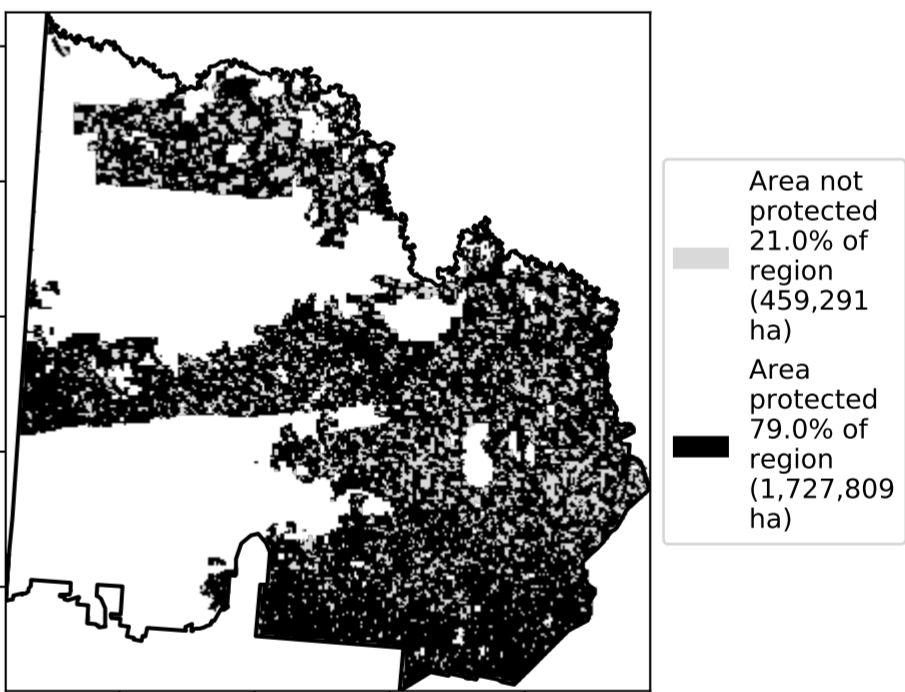 Area not
protected
21.0% of
region
(459,291
ha)
Area
protected
79.0% of
region
(1,727,809
ha)